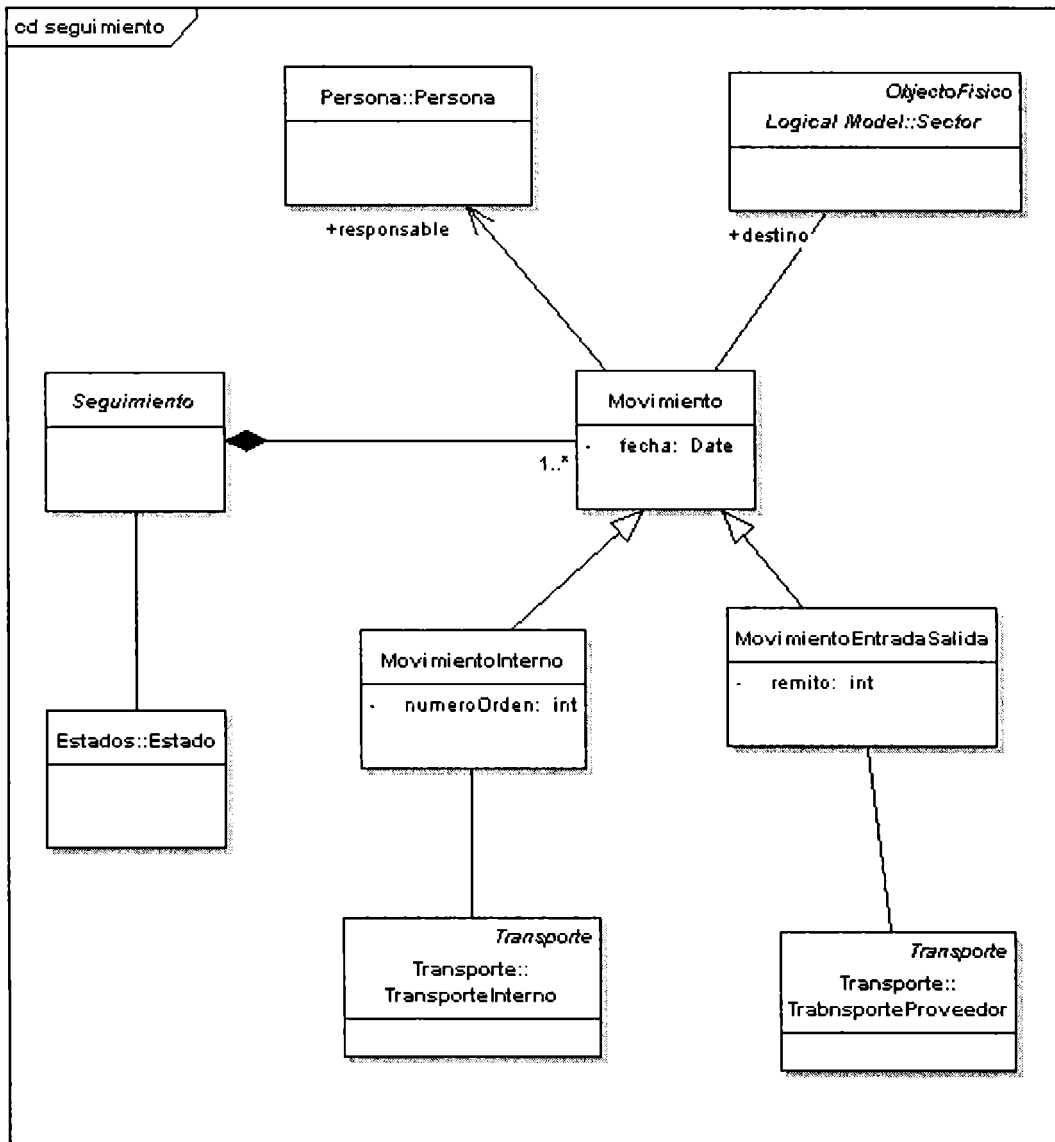 cd seguimiento
Persona::Persona
ObjectoFisico
Logical Model::Sector
+responsable
+destino
Seguimiento
Movimiento
- fecha: Date
1..*
MovimientoInterno
- numeroOrden: int
MovimientoEntradaSalida
- remito: int
Estados::Estado
Transporte
Transporte::
TransporteInterno
Transporte
Transporte::
TrabnsporteProveedor